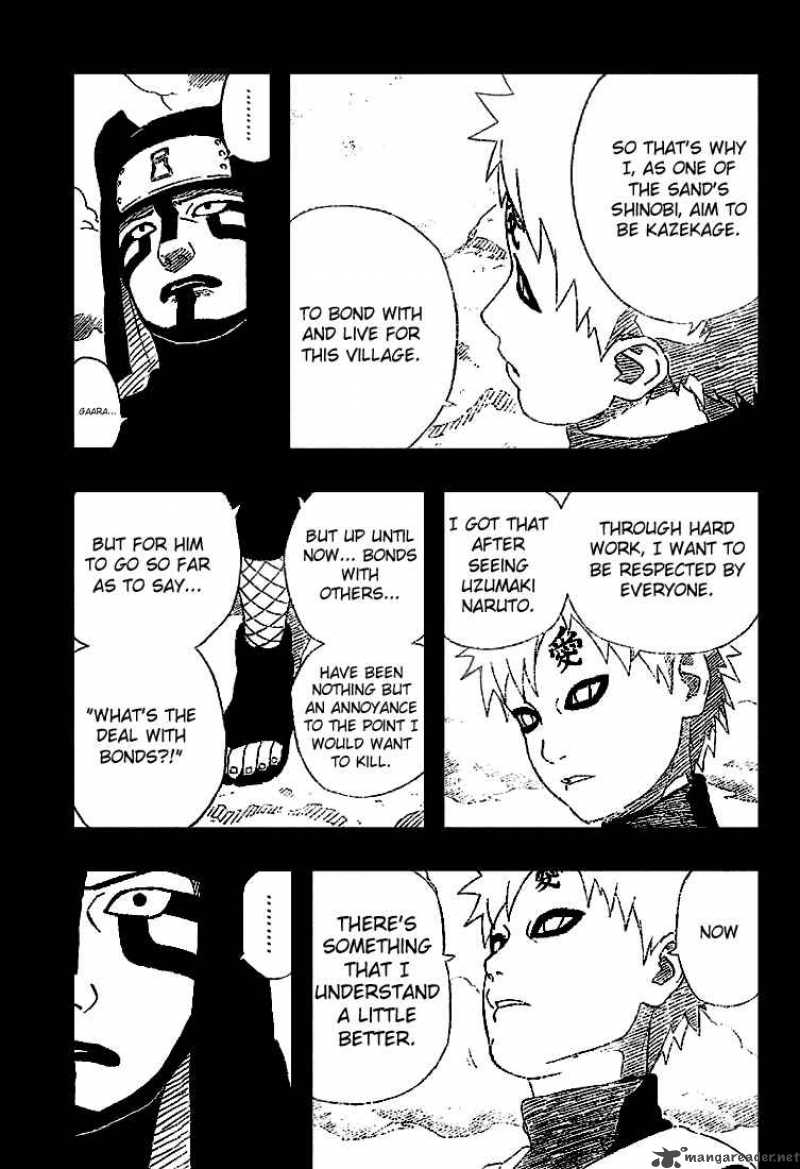 SO THAT'S WHY
I, AS ONE OF
THE SAND'S
SHINOBI, AIM TO
BE KAZEKAGE.
TO BOND WITH
AND LIVE FOR
THIS VILLAGE.
.........
GAARA...
THROUGH HARD
WORK, I WANT TO
BE RESPECTED BY
EVERYONE.
愛
I GOT THAT
AFTER
SEEING
UZUMAKI
NARUTO.
BUT UP UNTIL
NOW... BONDS
WITH
OTHERS...
HAVE BEEN
NOTHING BUT
AN ANNOYANCE
TO THE POINT I
WOULD WANT
TO KILL.
BUT FOR HIM
TO GO SO FAR
AS TO SAY...
"WHAT'S THE
DEAL WITH
BONDS?!"
NOW
愛
THERE'S
SOMETHING
THAT I
UNDERSTAND
A LITTLE
BETTER.
.........
mangareader.net